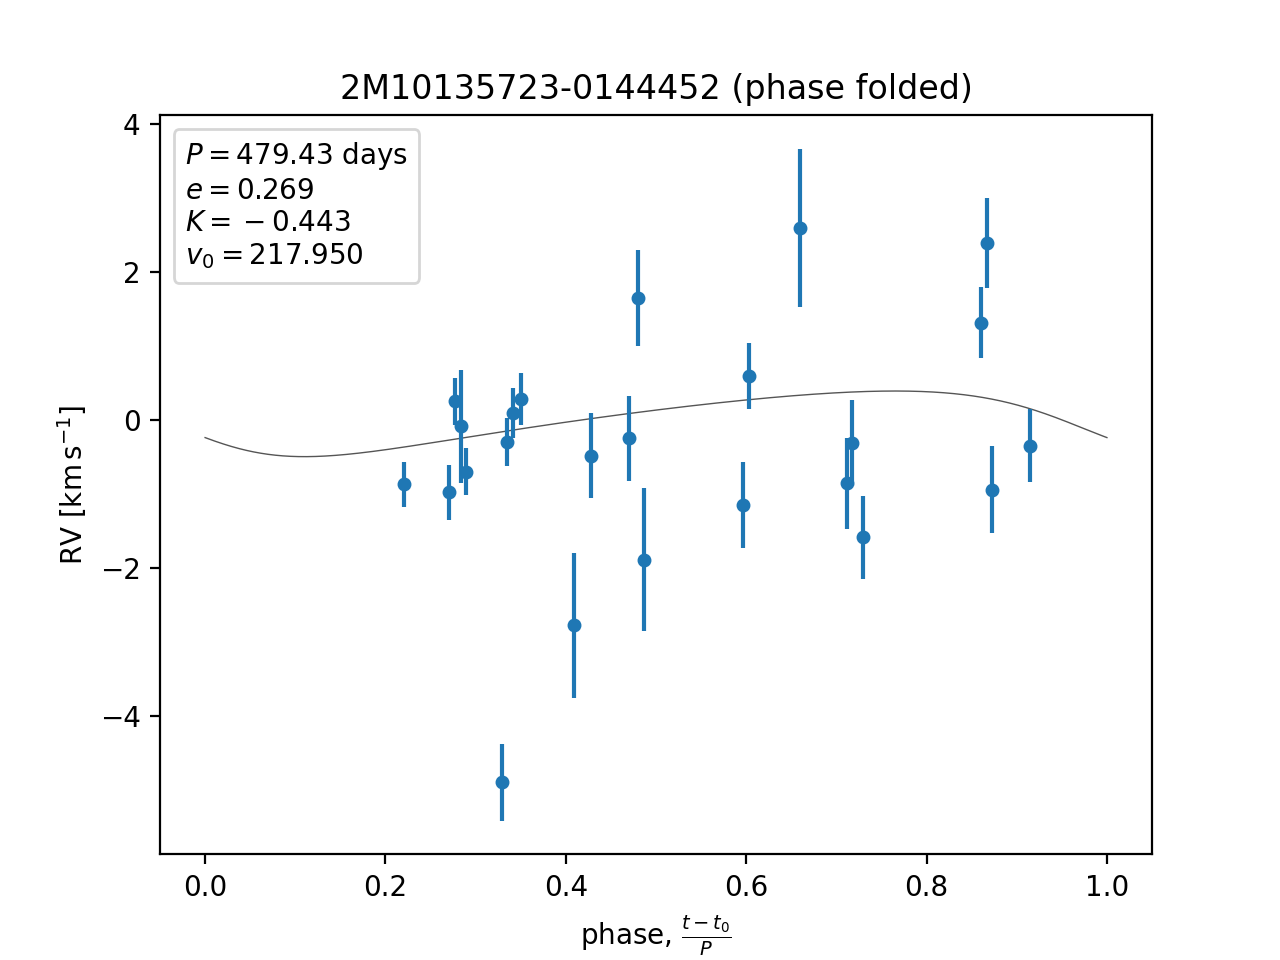 2M10135723-0144452 (phase folded)
P = 479.43 days
e = 0.269
K = −0.443
v₀ = 217.950
4
2
0
−2
−4
RV [km s⁻¹]
0.0 0.2 0.4 0.6 0.8 1.0
phase, (t − t₀)/P